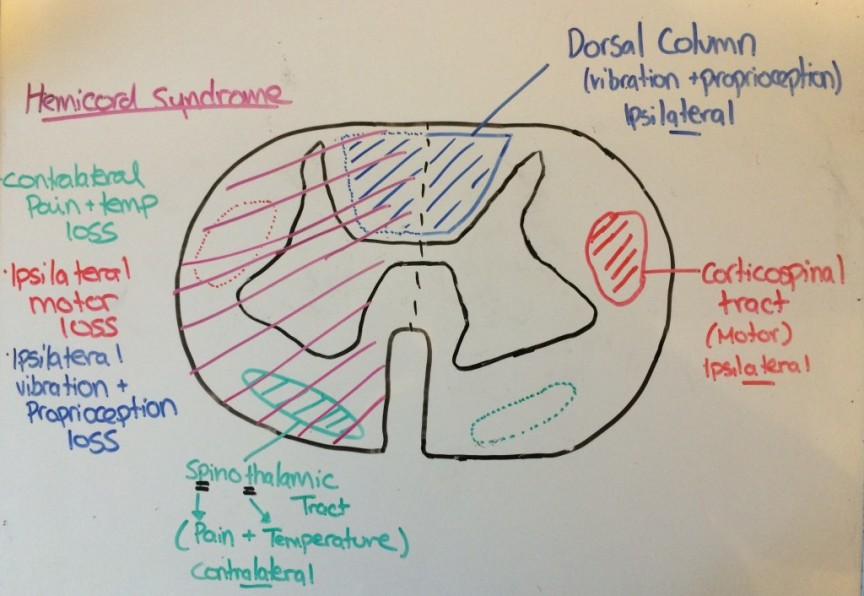 Hemicord Syndrome
Dorsal Column
(vibration + proprioception)
Ipsilateral
contalateral
Pain + temp
loss
· Ipsilateral
motor
loss
· Ipsilateral
vibration +
Proprioception
loss
Corticospinal
tract
(Motor)
Ipsilateral
Spinothalamic
Tract
(Pain + Temperature)
Contralateral